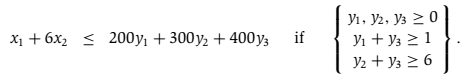 x₁ + 6x₂ ≤ 200y₁ + 300y₂ + 400y₃ if { y₁, y₂, y₃ ≥ 0
y₁ + y₃ ≥ 1
y₂ + y₃ ≥ 6 } .